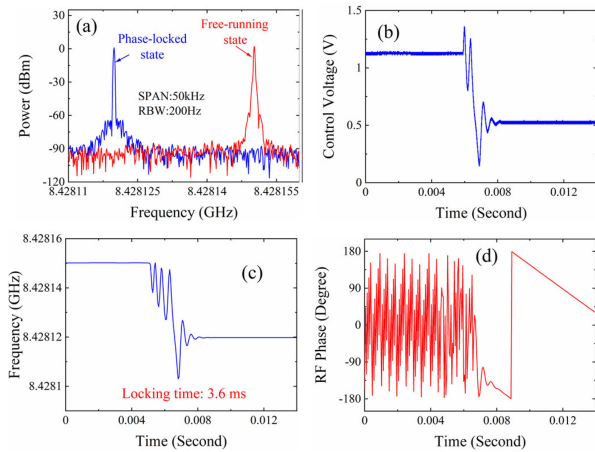 (a)
Free-running
state
Phase-locked
state
SPAN:50kHz
RBW:200Hz
Power (dBm)
30
0
-30
-60
-90
-120
8.42811
8.428125
8.42814
8.428155
Frequency (GHz)
(b)
Control Voltage (V)
1.5
1.0
0.5
0
0
0.004
0.008
0.012
Time (Second)
(c)
Frequency (GHz)
8.42816
8.42814
8.42812
8.4281
Locking time: 3.6 ms
0
0.004
0.008
0.012
Time (Second)
(d)
RF Phase (Degree)
180
90
0
-90
-180
0
0.004
0.008
0.012
Time (Second)